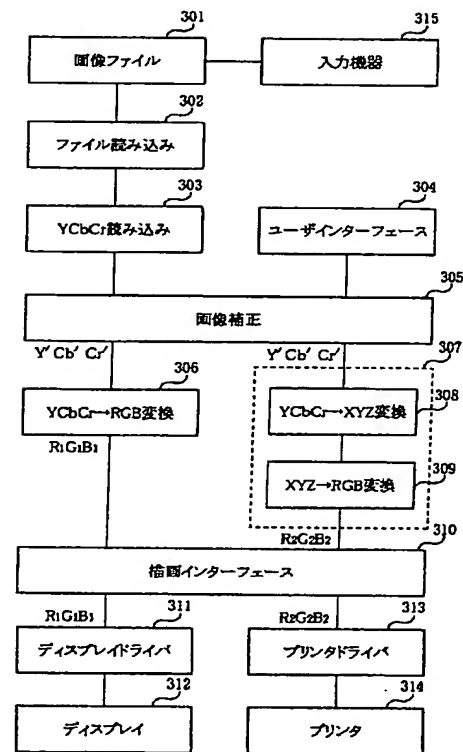 301
315
画像ファイル
入力機器
302
ファイル読み込み
303
304
YCbCr読み込み
ユーザインターフェース
305
画像補正
Y' Cb' Cr'
Y' Cb' Cr'
307
306
308
YCbCr→RGB変換
YCbCr→XYZ変換
R1G1B1
309
XYZ→RGB変換
R2G2B2
310
描画インターフェース
R1G1B1
311
R2G2B2
313
ディスプレイドライバ
プリンタドライバ
312
314
ディスプレイ
プリンタ